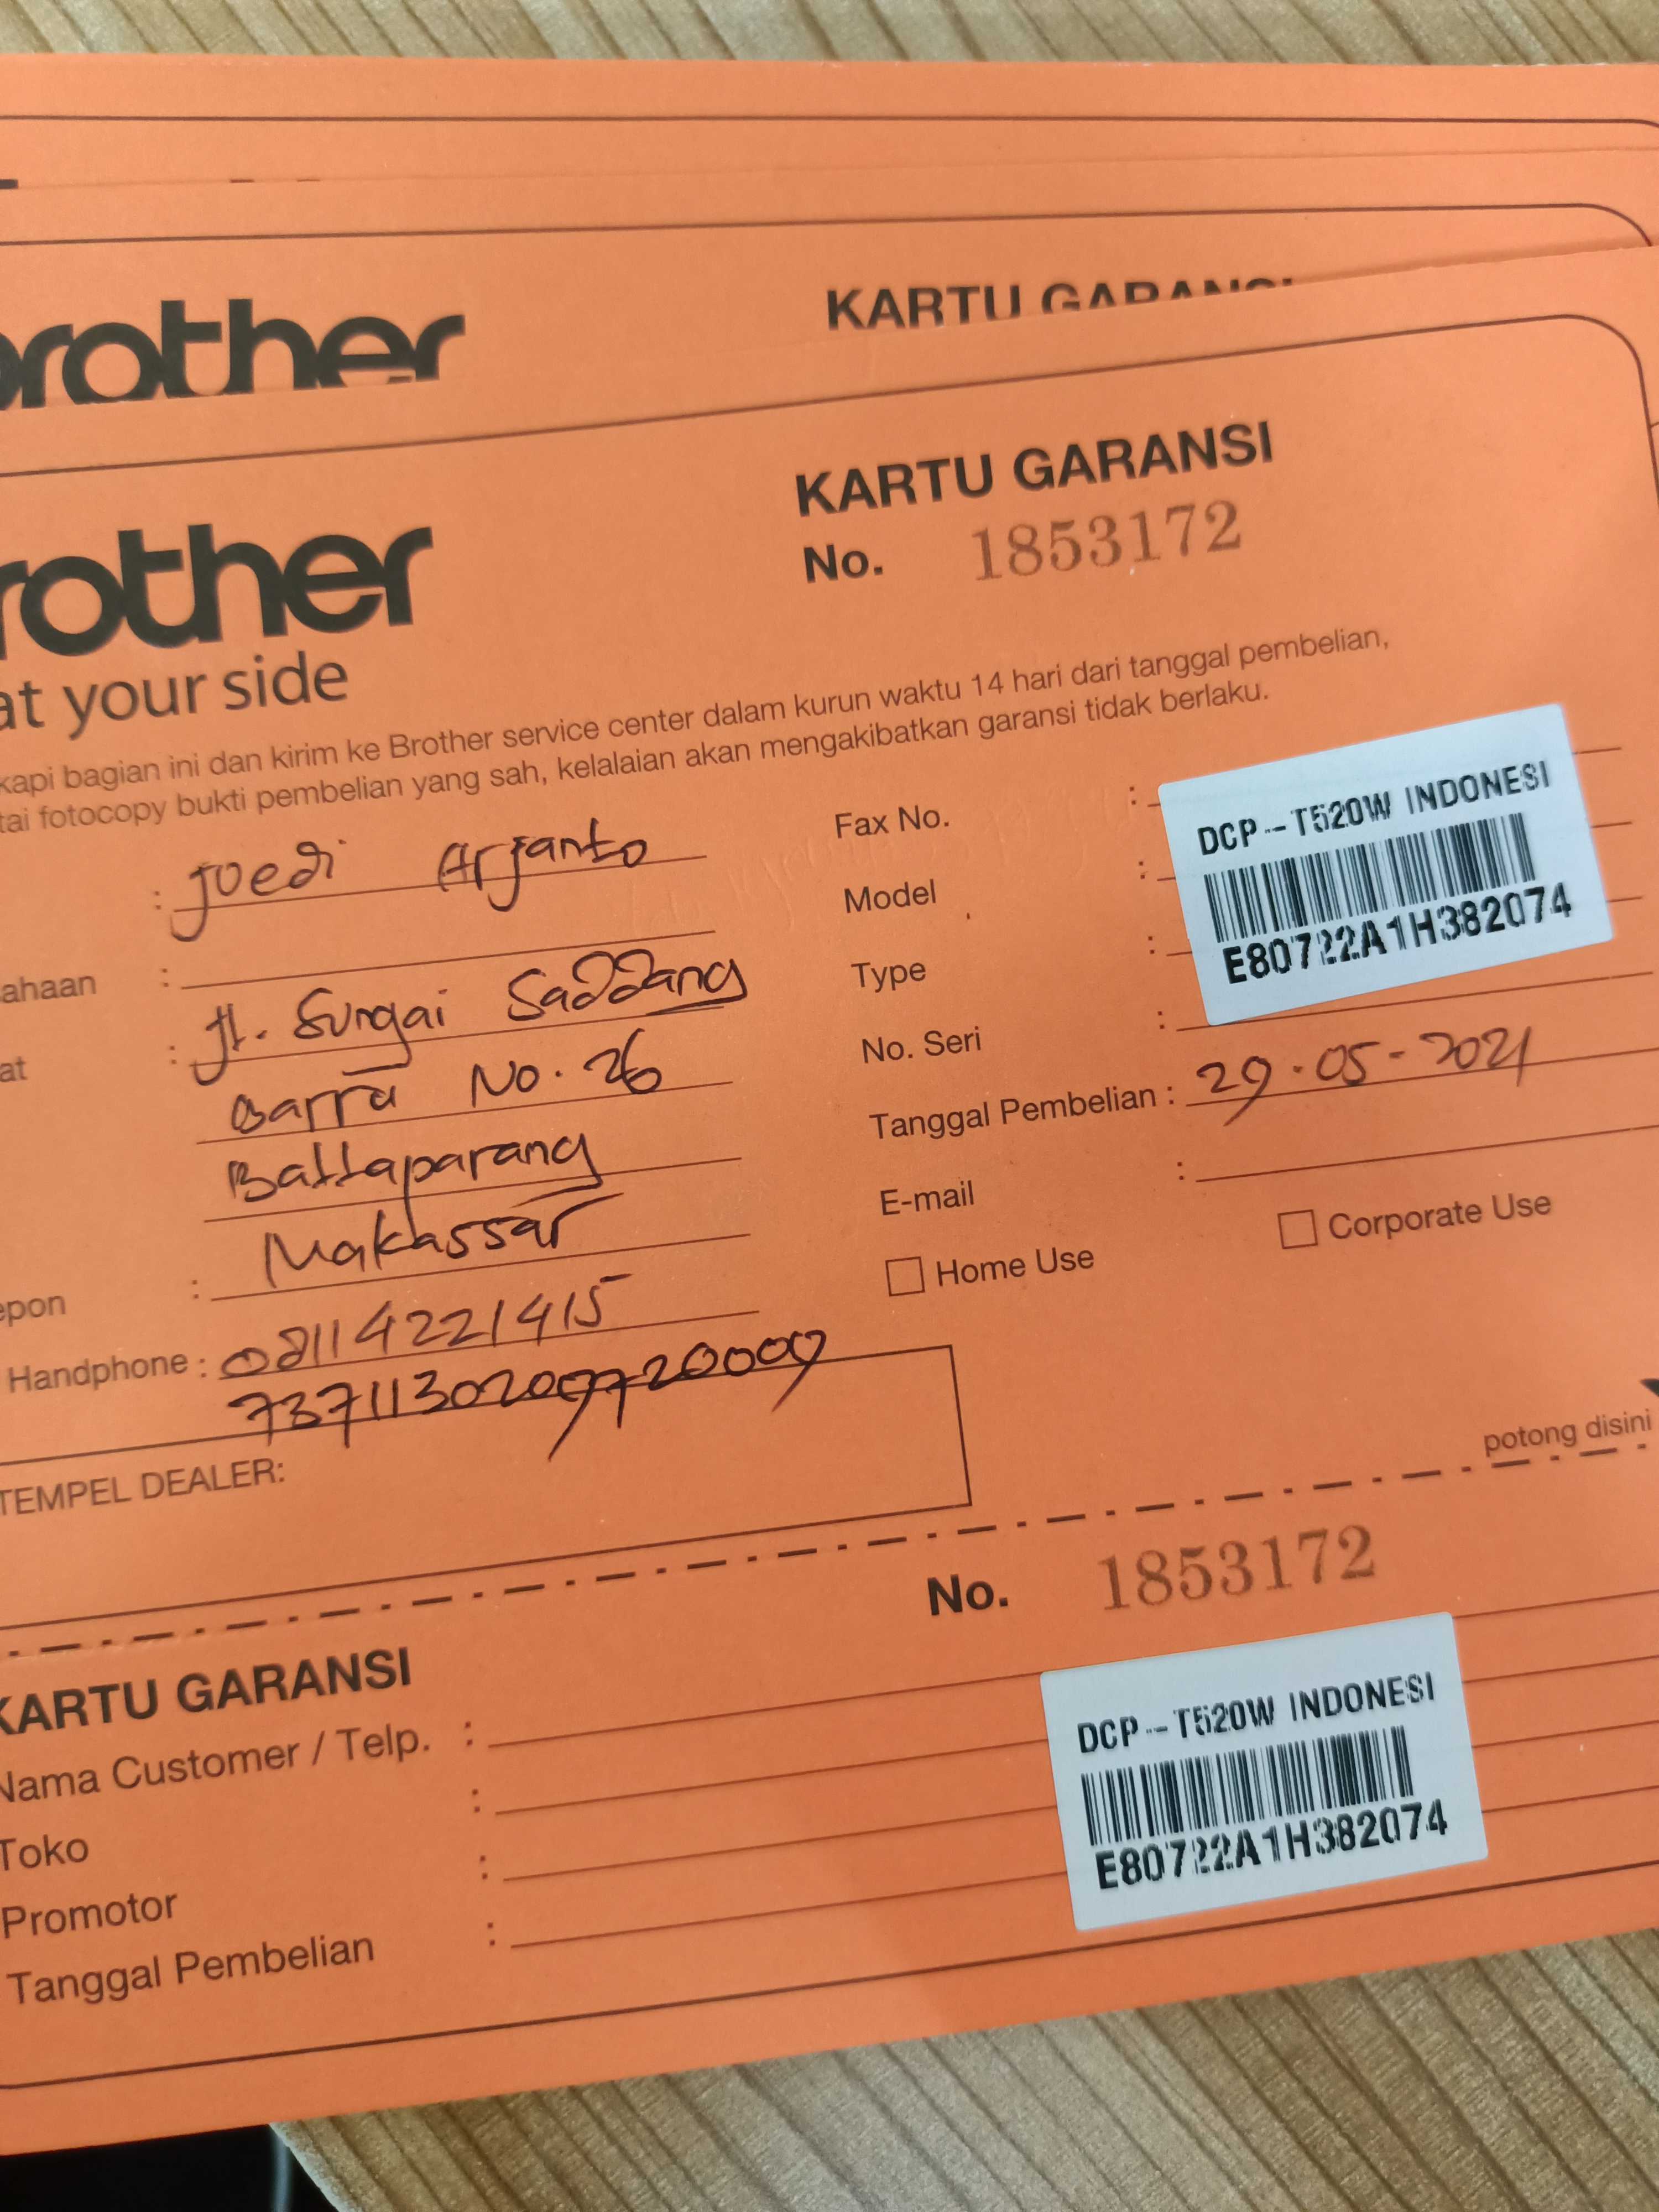 brother
KARTU GARANSI
rother
at your side
KARTU GARANSI
No. 1853172
kapi bagian ini dan kirim ke Brother service center dalam kurun waktu 14 hari dari tanggal pembelian,
tai fotocopy bukti pembelian yang sah, kelalaian akan mengakibatkan garansi tidak berlaku.
: Joedi Arjanto
ahaan :
at : Jl. Sungai Saddang
Barra No. 26
Battaparang
Makassar
epon :
Handphone : 08114221415
7371130209720009
TEMPEL DEALER:
Fax No. :
Model :
Type :
No. Seri :
DCP-T520W INDONESI
E80722A1H382074
Tanggal Pembelian : 29-05-2021
E-mail :
Home Use
Corporate Use
potong disini
No. 1853172
KARTU GARANSI
Nama Customer / Telp. :
Toko :
Promotor :
Tanggal Pembelian :
DCP-T520W INDONESI
E80722A1H382074